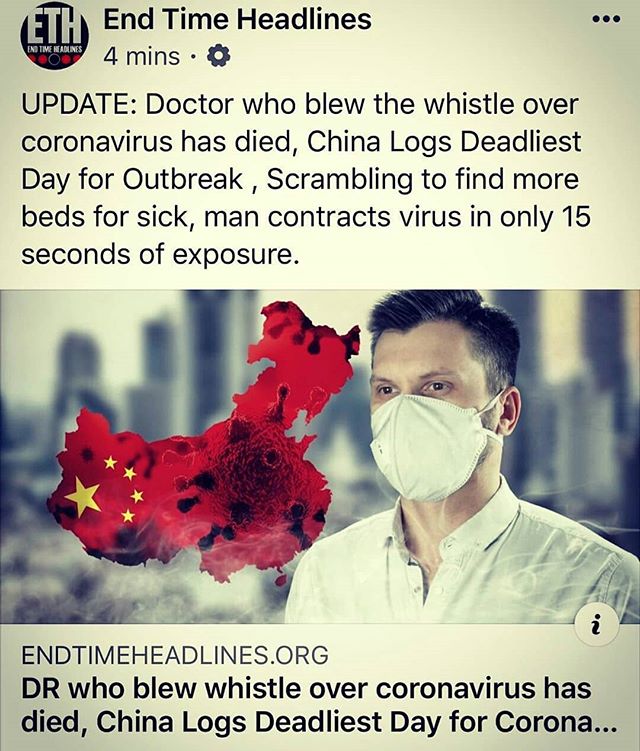 ETH
END TIME HEADLINES
End Time Headlines
4 mins ·
UPDATE: Doctor who blew the whistle over
coronavirus has died, China Logs Deadliest
Day for Outbreak , Scrambling to find more
beds for sick, man contracts virus in only 15
seconds of exposure.
i
ENDTIMEHEADLINES.ORG
DR who blew whistle over coronavirus has
died, China Logs Deadliest Day for Corona...